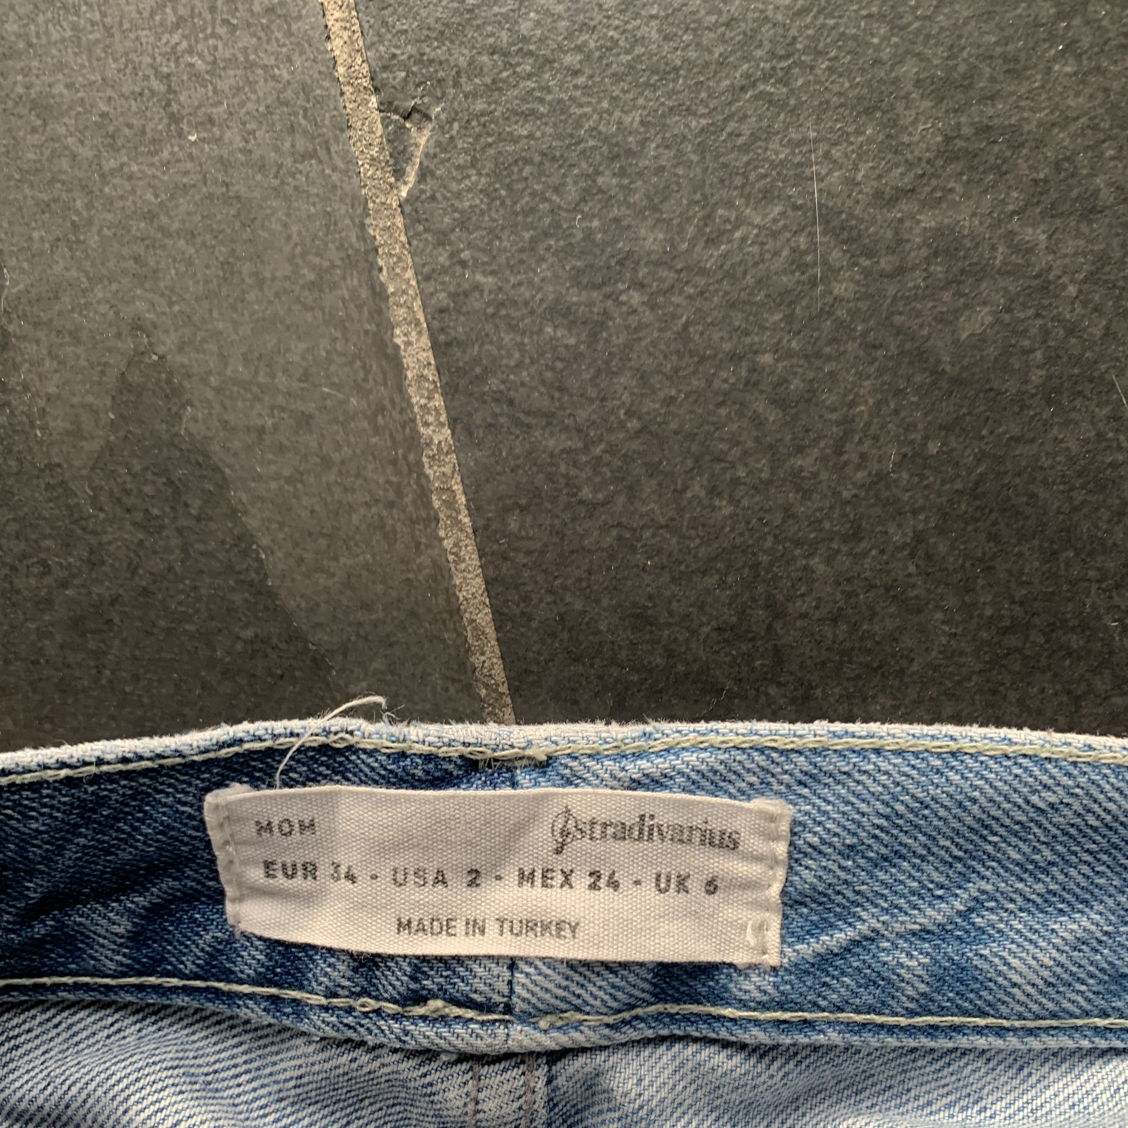 MOM stradivarius
EUR 34 - USA 2 - MEX 24 - UK 6
MADE IN TURKEY